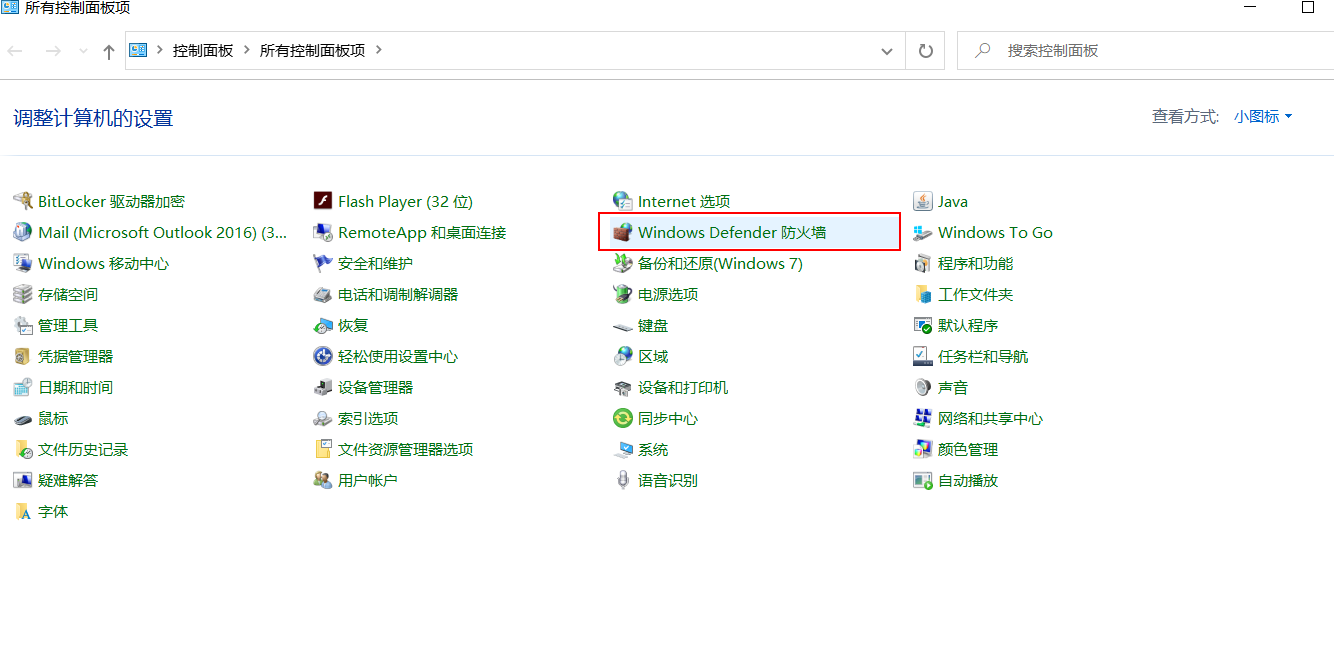 所有控制面板项
控制面板 所有控制面板项 搜索控制面板
调整计算机的设置 查看方式: 小图标
BitLocker 驱动器加密 Flash Player (32 位) Internet 选项 Java
Mail (Microsoft Outlook 2016) (3... RemoteApp 和桌面连接 Windows Defender 防火墙 Windows To Go
Windows 移动中心 安全和维护 备份和还原(Windows 7) 程序和功能
存储空间 电话和调制解调器 电源选项 工作文件夹
管理工具 恢复 键盘 默认程序
凭据管理器 轻松使用设置中心 区域 任务栏和导航
日期和时间 设备管理器 设备和打印机 声音
鼠标 索引选项 同步中心 网络和共享中心
文件历史记录 文件资源管理器选项 系统 颜色管理
疑难解答 用户帐户 语音识别 自动播放
字体